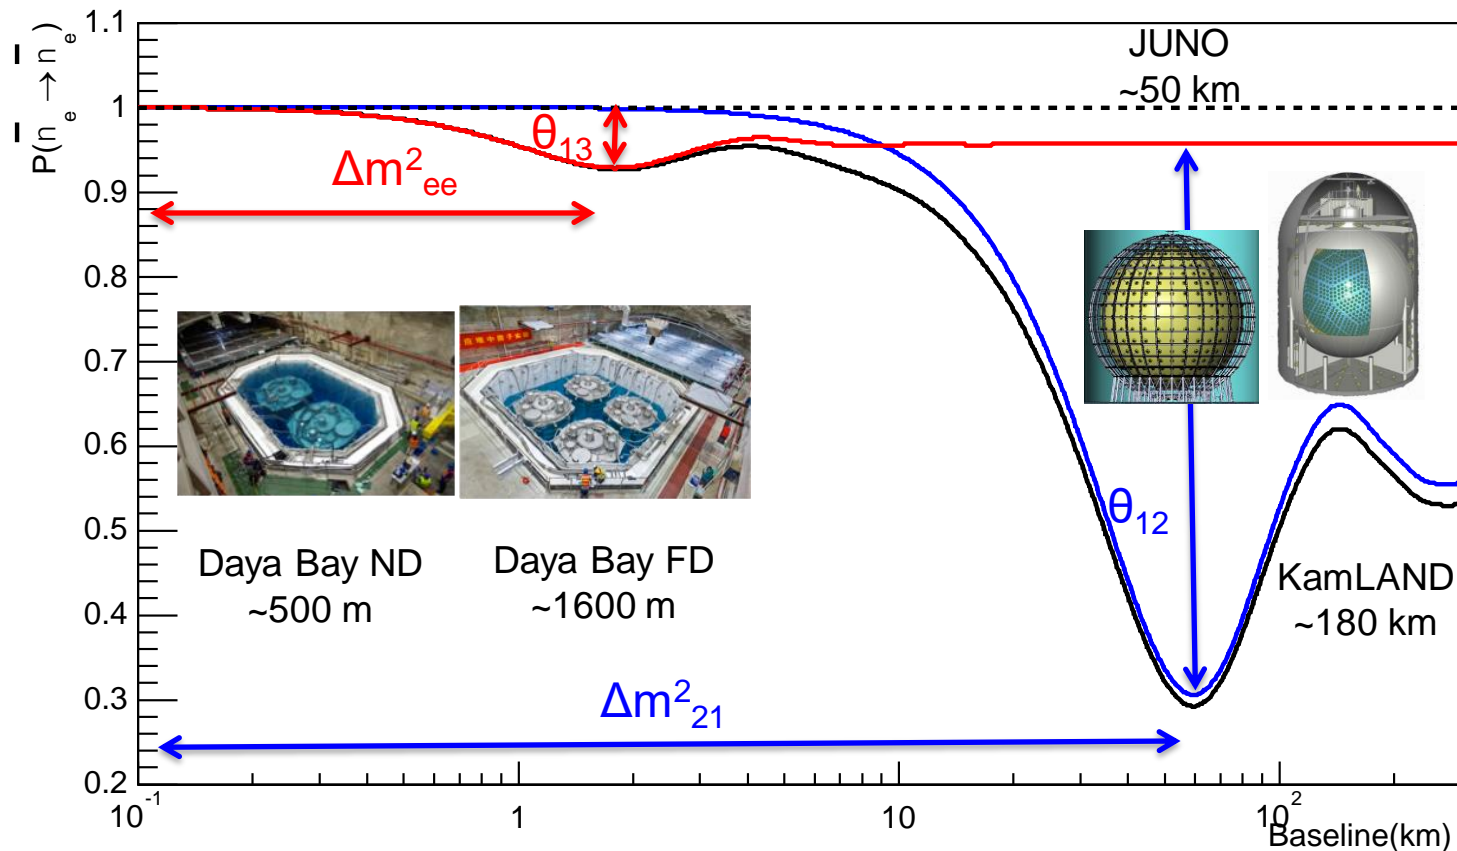 P(n̅ₑ → n̅ₑ)
1.1
1
0.9
0.8
0.7
0.6
0.5
0.4
0.3
0.2
JUNO
~50 km
θ₁₃
Δm²ₑₑ
Daya Bay ND
~500 m
Daya Bay FD
~1600 m
θ₁₂
KamLAND
~180 km
Δm²₂₁
10⁻¹
1
10
10²
Baseline(km)